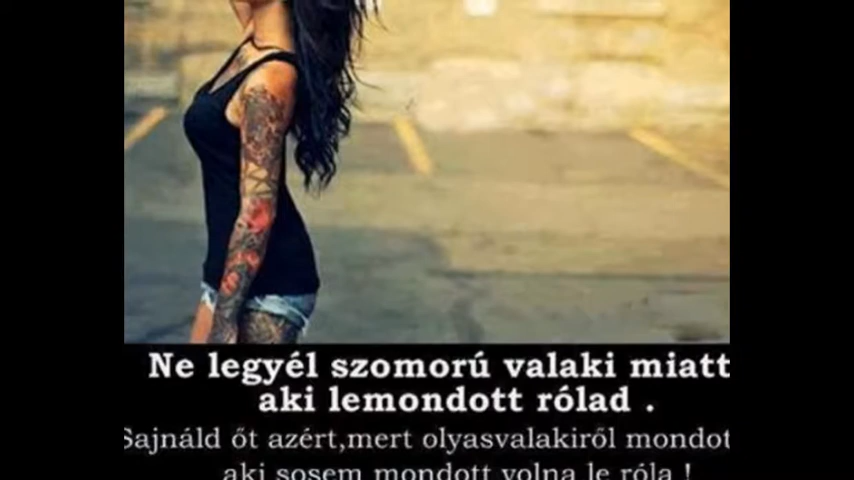 Ne legyél szomorú valaki miatt
aki lemondott rólad .
Sajnáld őt azért,mert olyasvalakiről
aki sosem mondott volna le róla !